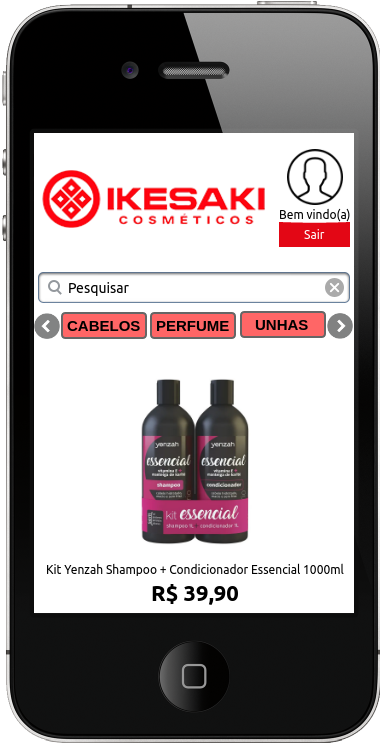 IKESAKI
COSMÉTICOS
Bem vindo(a)
Sair
Pesquisar
CABELOS
PERFUME
UNHAS
yenzah
essencial
shampoo
yenzah
essencial
condicionador
kit essencial
shampoo 1L + condicionador 1L
Kit Yenzah Shampoo + Condicionador Essencial 1000ml
R$ 39,90